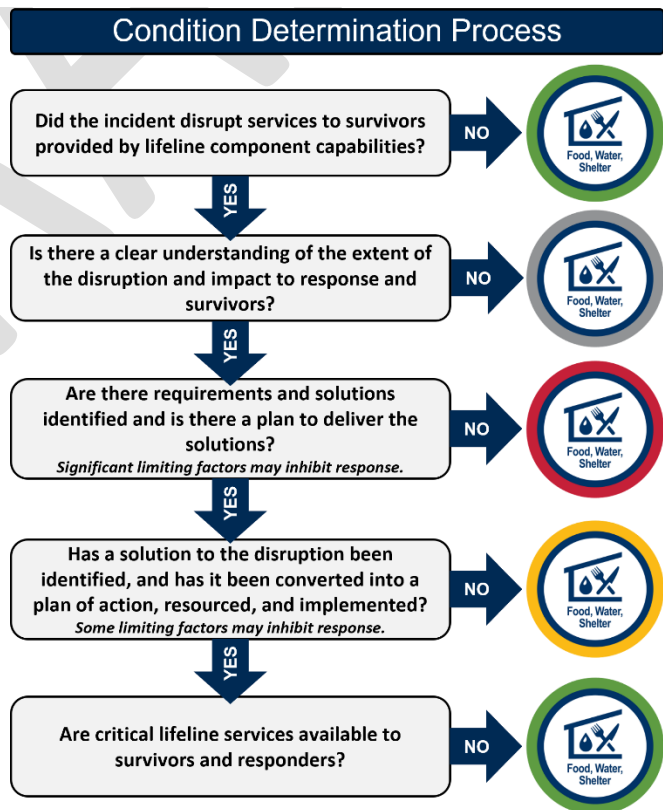 Condition Determination Process
Did the incident disrupt services to survivors
provided by lifeline component capabilities?
NO
Food, Water,
Shelter
YES
Is there a clear understanding of the extent of
the disruption and impact to response and
survivors?
NO
Food, Water,
Shelter
YES
Are there requirements and solutions
identified and is there a plan to deliver the
solutions?
Significant limiting factors may inhibit response.
NO
Food, Water,
Shelter
YES
Has a solution to the disruption been
identified, and has it been converted into a
plan of action, resourced, and implemented?
Some limiting factors may inhibit response.
NO
Food, Water,
Shelter
YES
Are critical lifeline services available to
survivors and responders?
NO
Food, Water,
Shelter